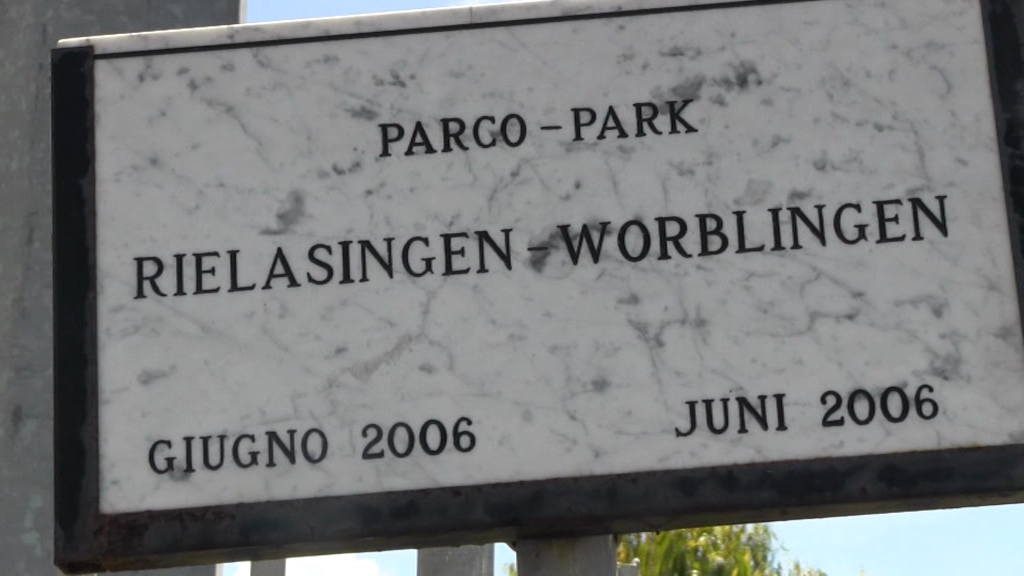 PARCO – PARK
RIELASINGEN – WORBLINGEN
GIUGNO 2006 JUNI 2006